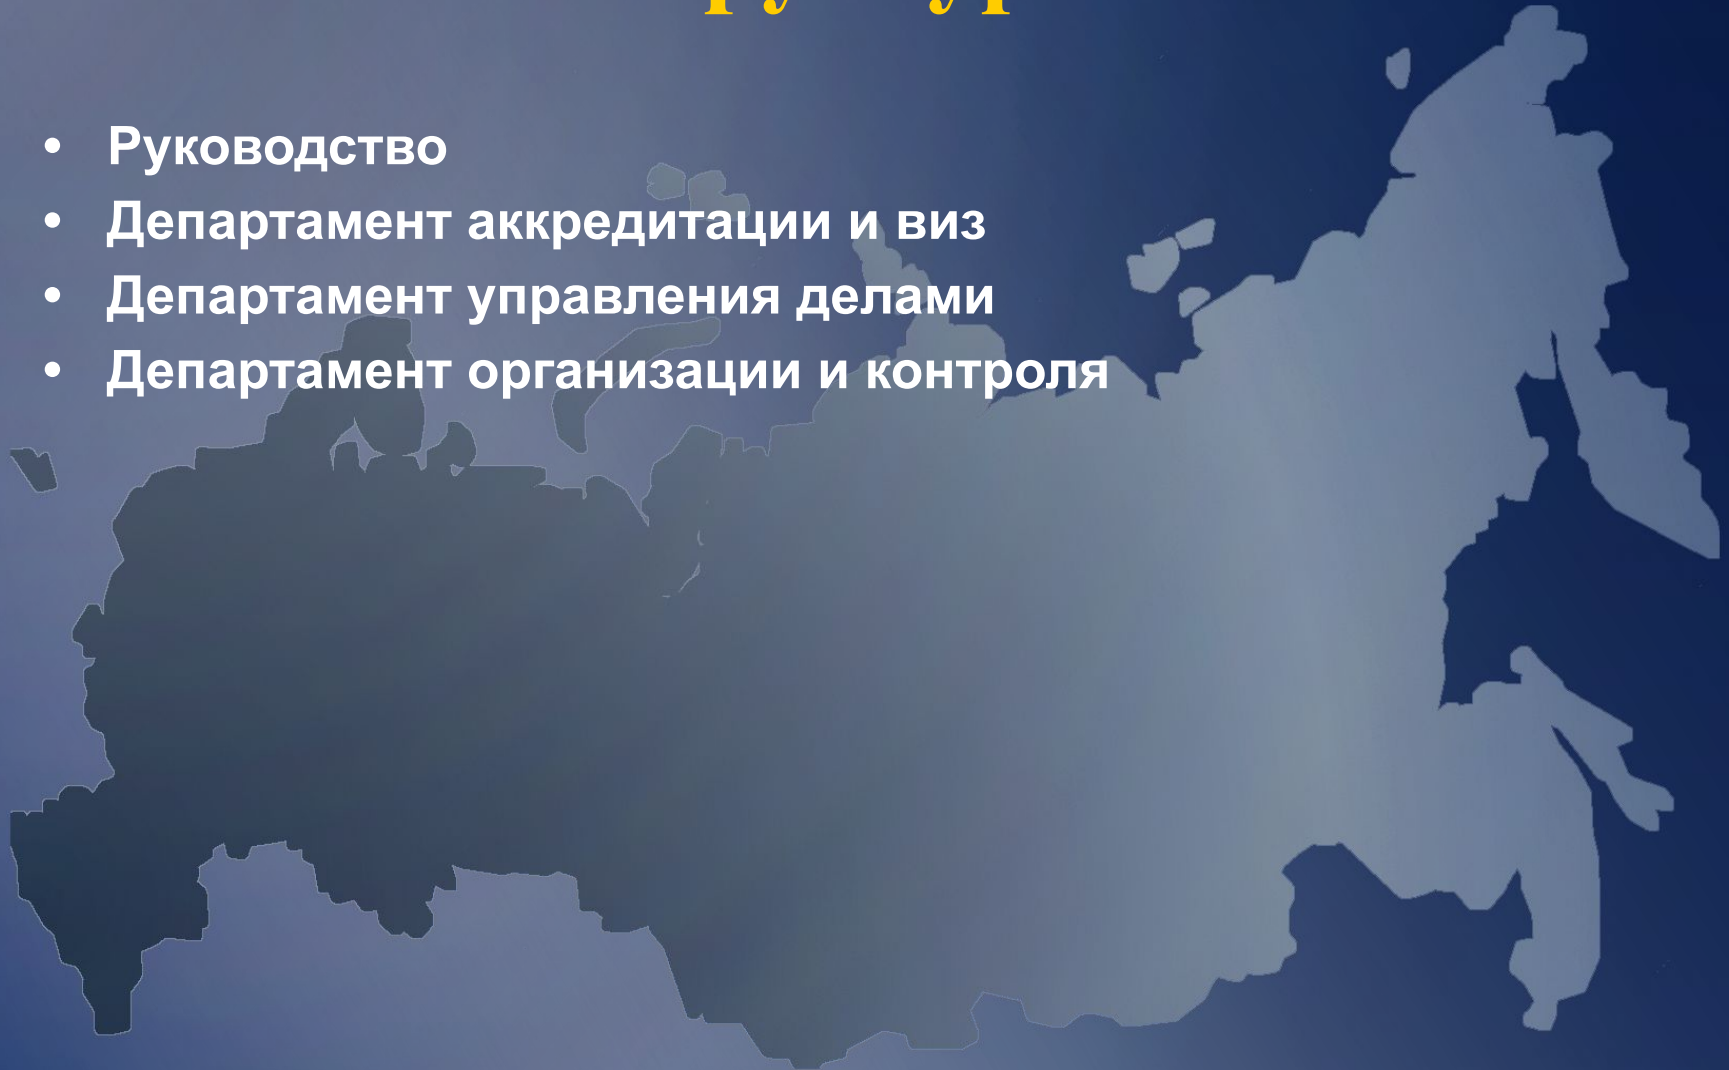 • Руководство
• Департамент аккредитации и виз
• Департамент управления делами
• Департамент организации и контроля